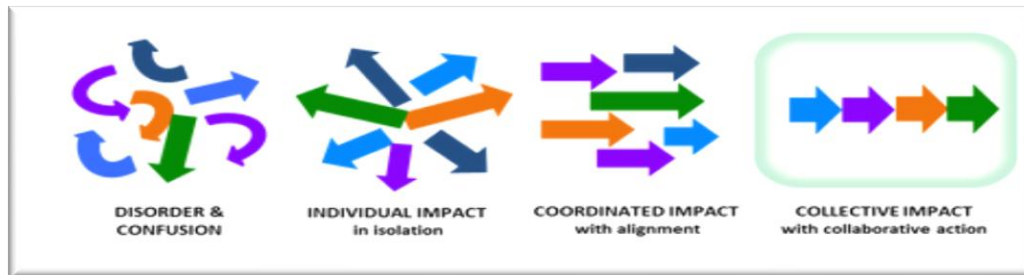 DISORDER &
CONFUSION
INDIVIDUAL IMPACT
in isolation
COORDINATED IMPACT
with alignment
COLLECTIVE IMPACT
with collaborative action